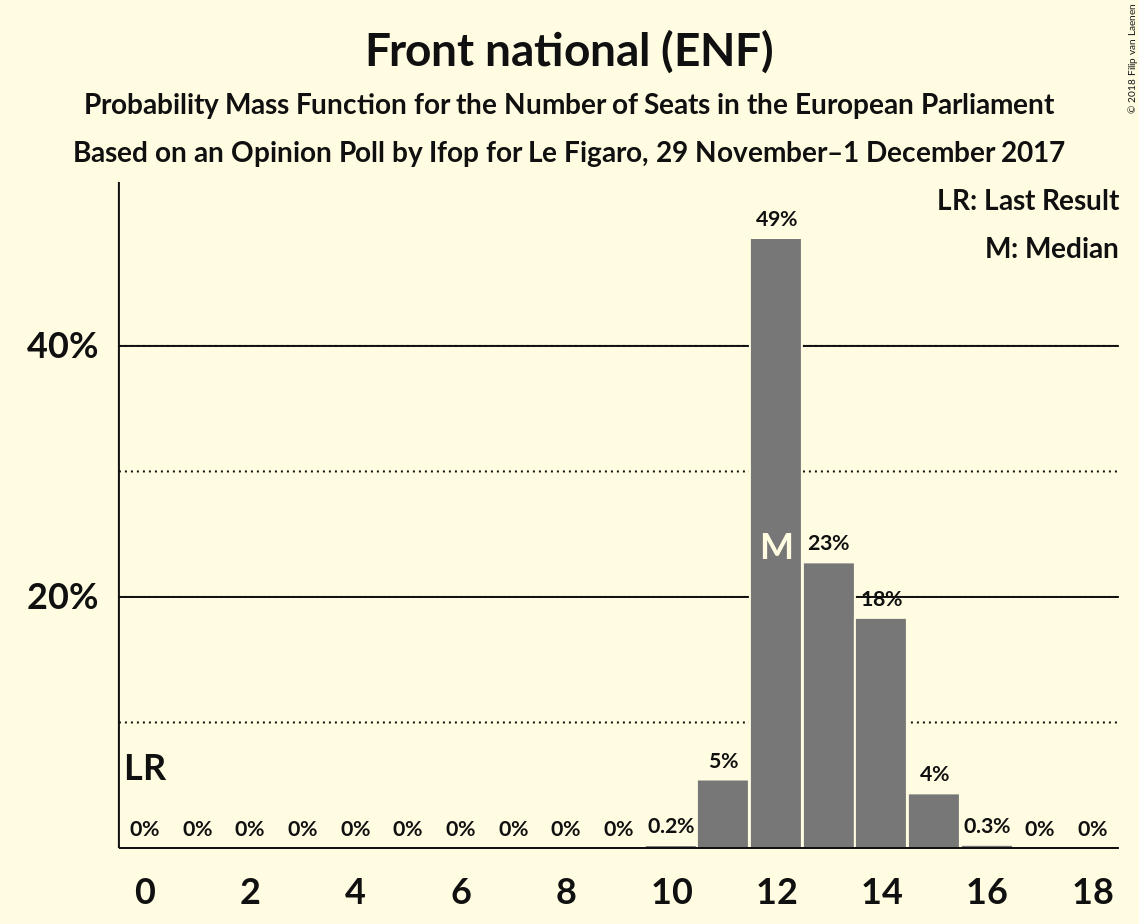 Front national (ENF)
Probability Mass Function for the Number of Seats in the European Parliament
Based on an Opinion Poll by Ifop for Le Figaro, 29 November–1 December 2017
© 2018 Filip van Laenen
LR: Last Result
M: Median
49%
40%
M
23%
20%
18%
LR
5%
4%
0% 0% 0% 0% 0% 0% 0% 0% 0% 0% 0.2% 0.3% 0% 0%
0 2 4 6 8 10 12 14 16 18